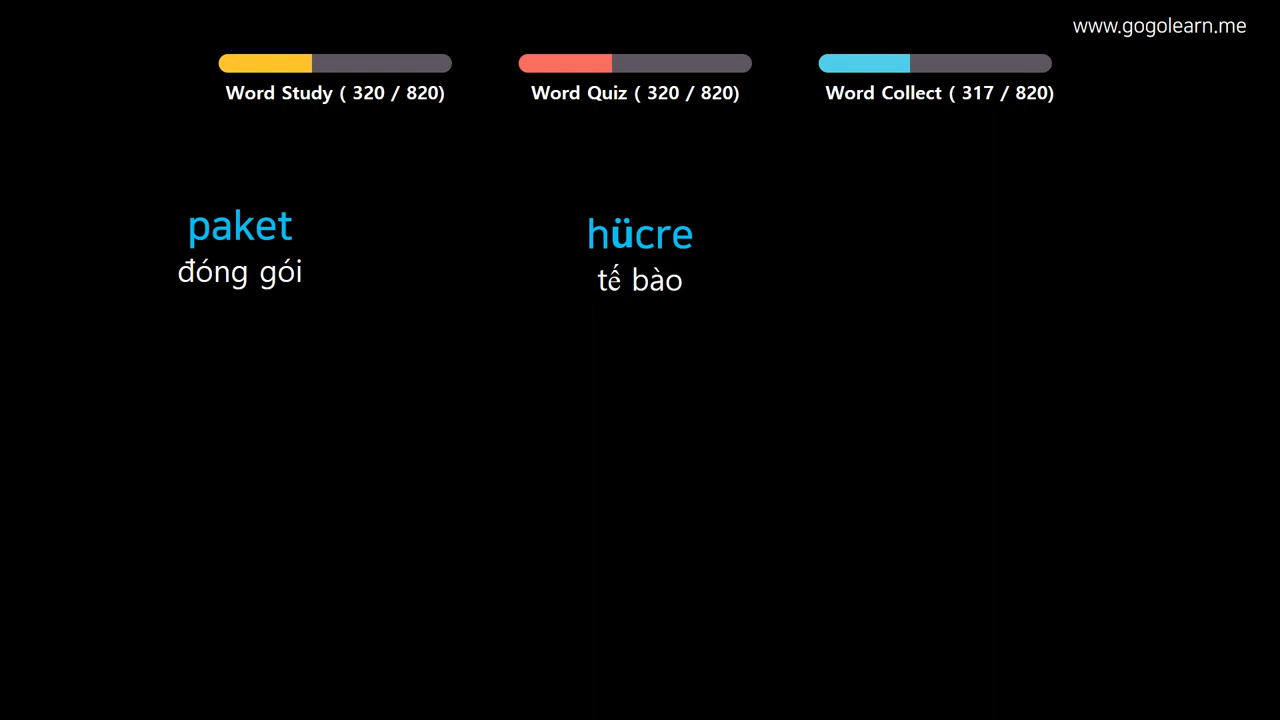 www.gogolearn.me
Word Study ( 320 / 820)
Word Quiz ( 320 / 820)
Word Collect ( 317 / 820)
paket
đóng gói
hücre
tế bào